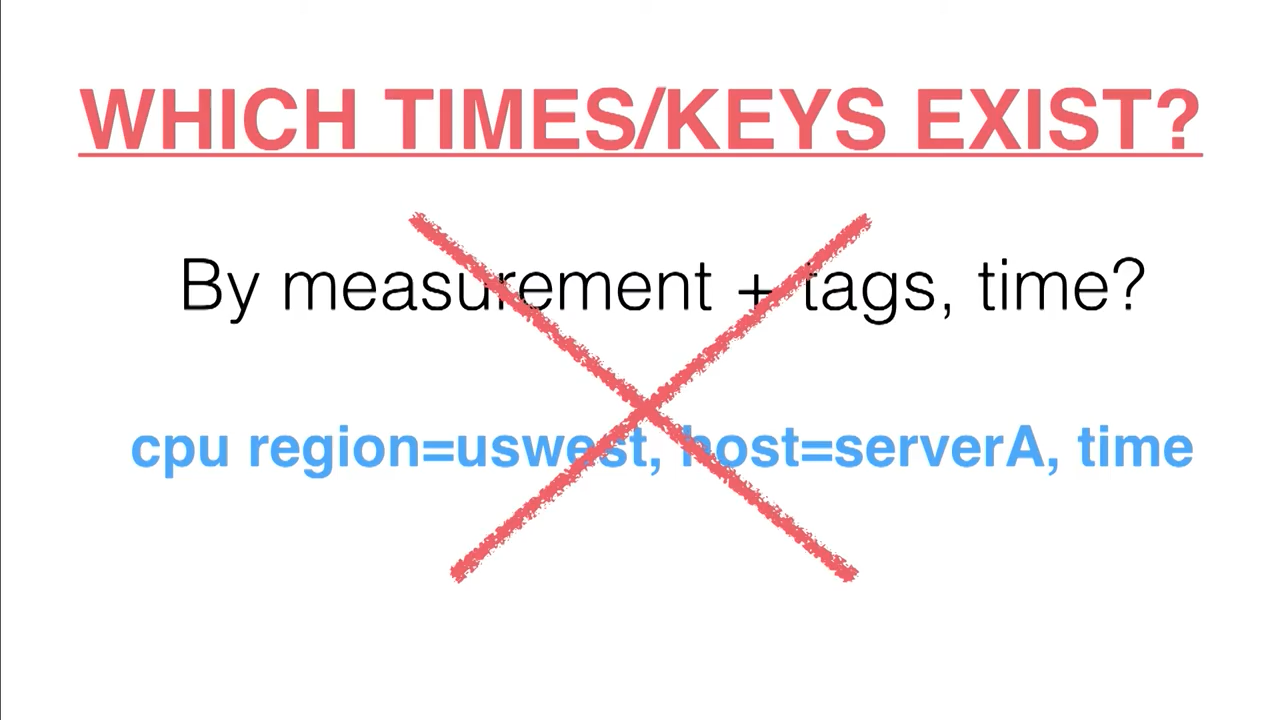 WHICH TIMES/KEYS EXIST?
By measurement + tags, time?
cpu region=uswest, host=serverA, time